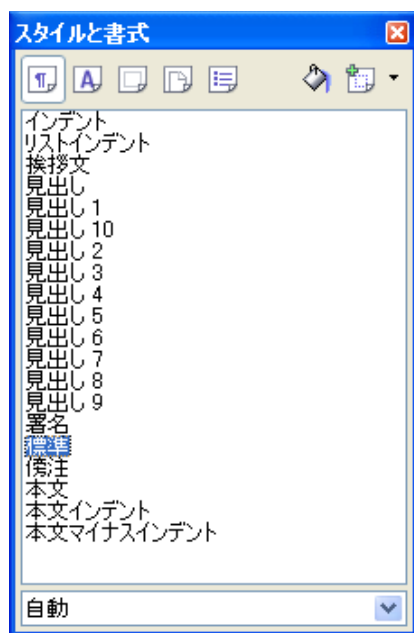 スタイルと書式
インデント
リストインデント
挨拶文
見出し
見出し 1
見出し 10
見出し 2
見出し 3
見出し 4
見出し 5
見出し 6
見出し 7
見出し 8
見出し 9
署名
標準
傍注
本文
本文インデント
本文マイナスインデント
自動